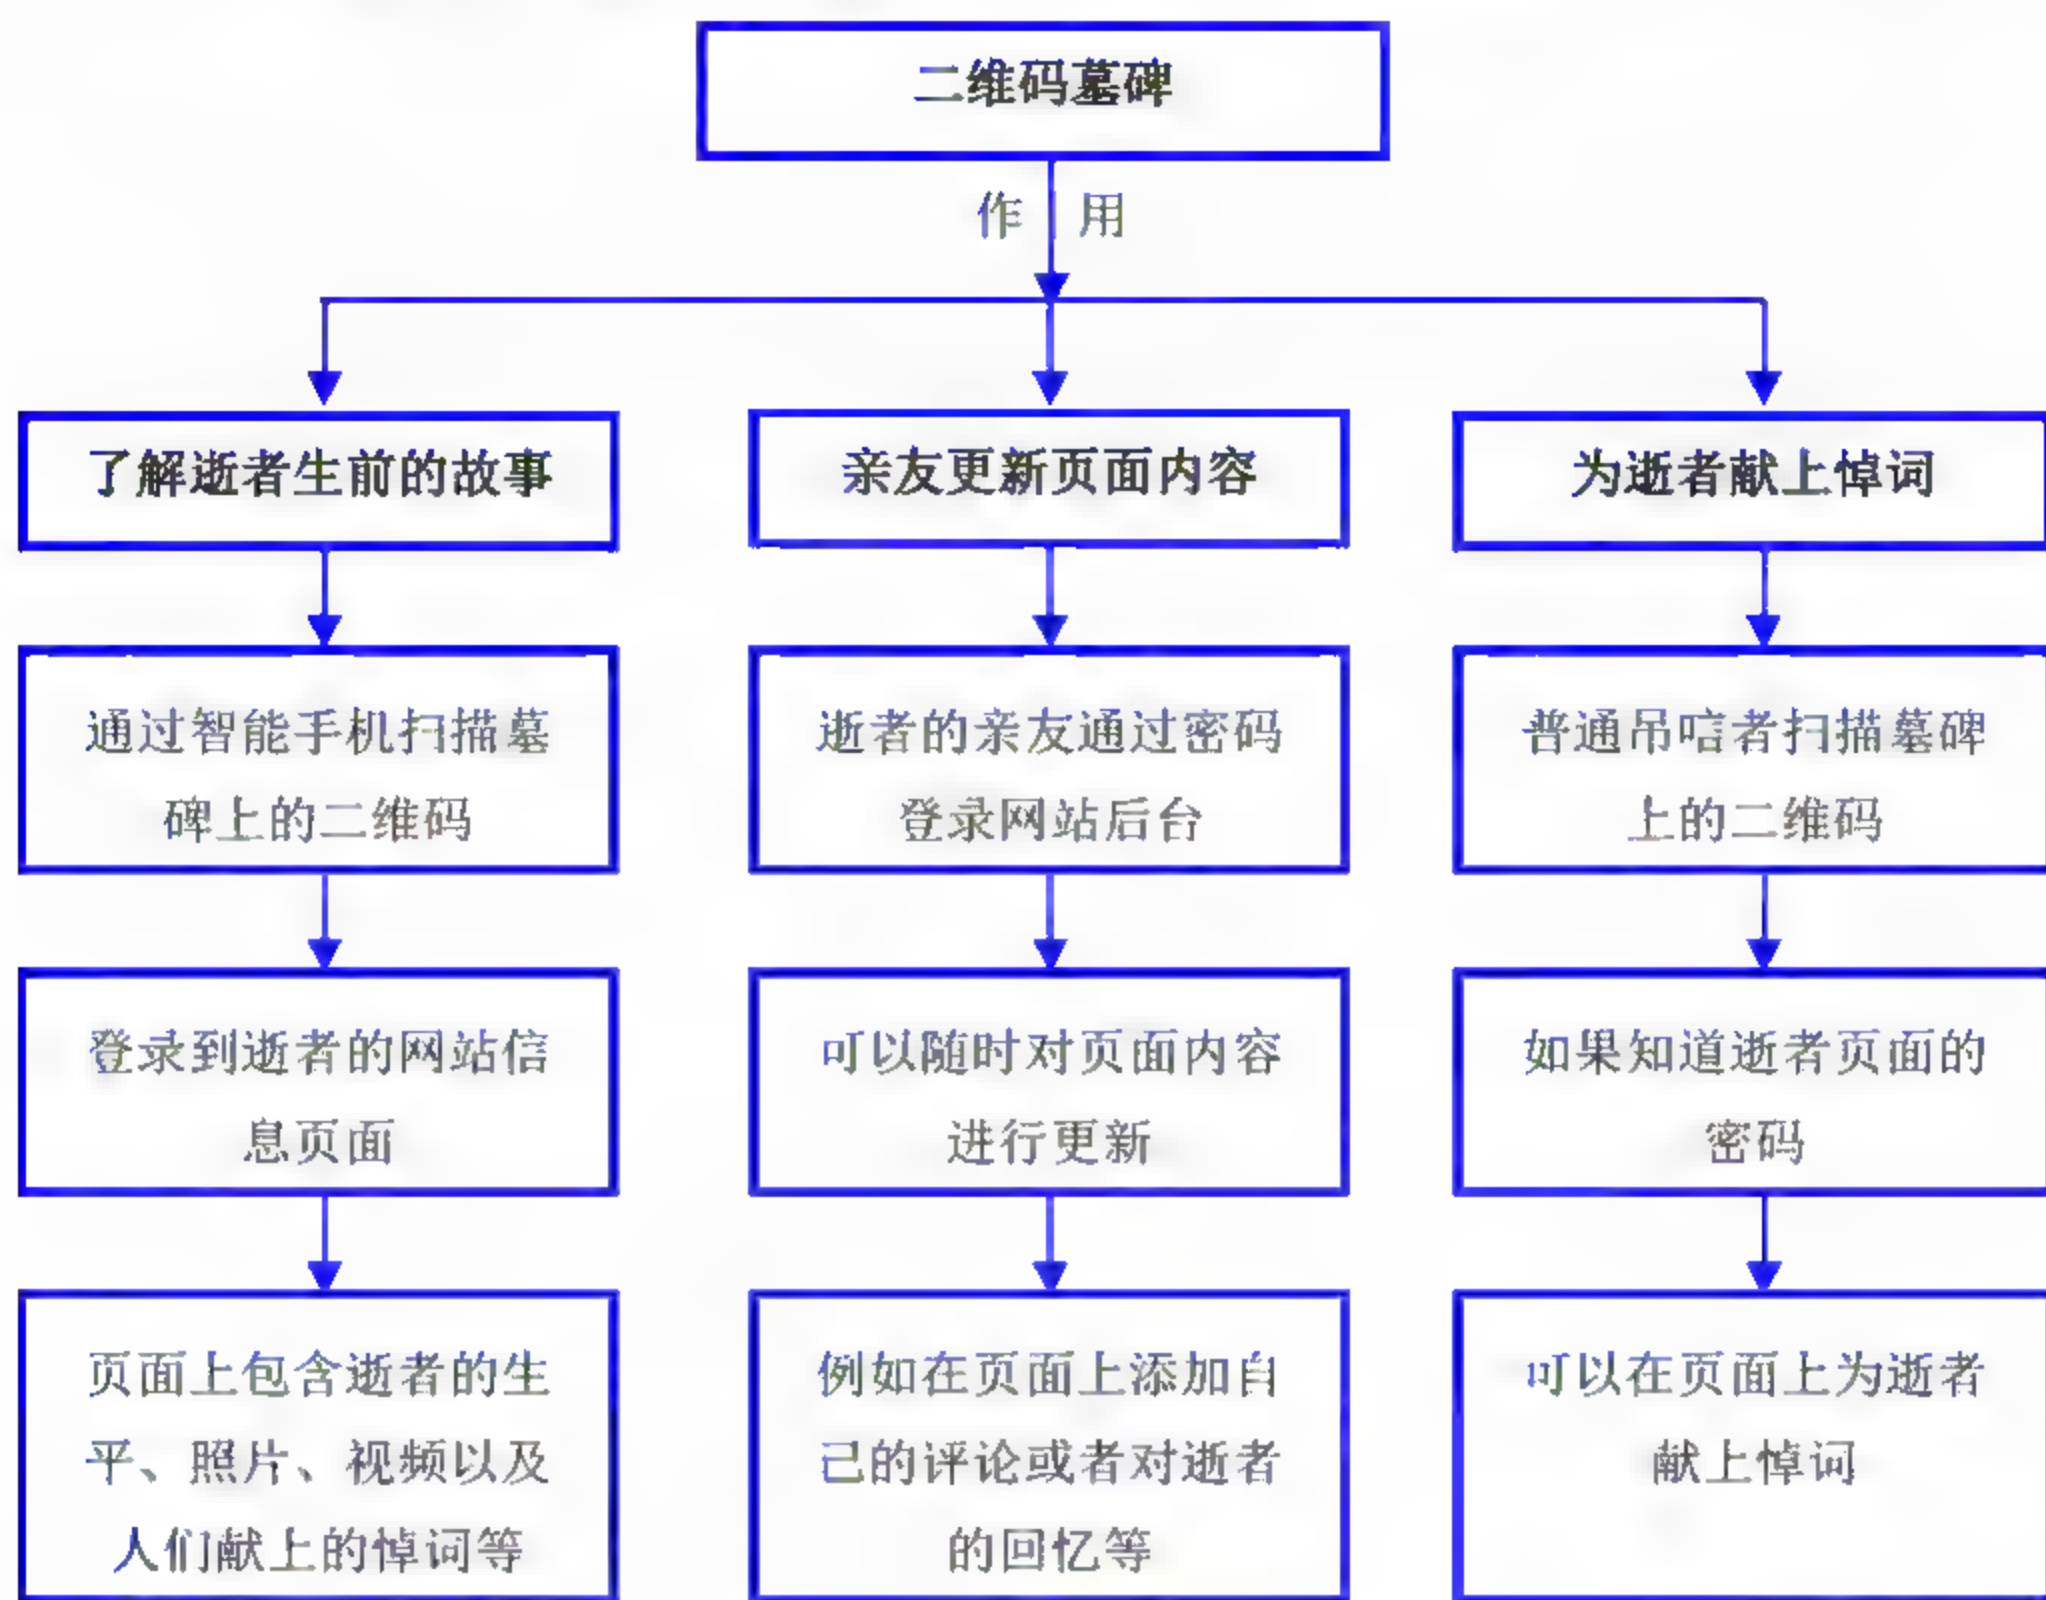 二维码墓碑
作 用
了解逝者生前的故事
通过智能手机扫描墓
碑上的二维码
登录到逝者的网站信
息页面
页面上包含逝者的生
平、照片、视频以及
人们献上的悼词等
亲友更新页面内容
逝者的亲友通过密码
登录网站后台
可以随时对页面内容
进行更新
例如在页面上添加自
己的评论或者对逝者
的回忆等
为逝者献上悼词
普通吊唁者扫描墓碑
上的二维码
如果知道逝者页面的
密码
可以在页面上为逝者
献上悼词